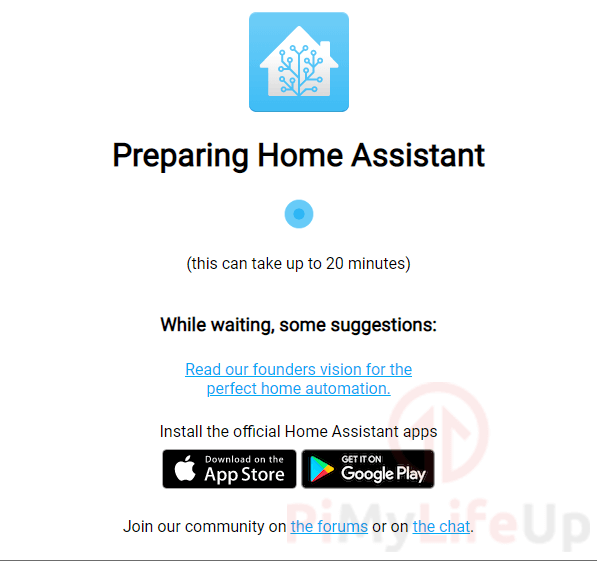 Preparing Home Assistant
(this can take up to 20 minutes)
While waiting, some suggestions:
Read our founders vision for the
perfect home automation.
Install the official Home Assistant apps
Download on the
App Store
GET IT ON
Google Play
Join our community on the forums or on the chat.
PiMyLifeUp